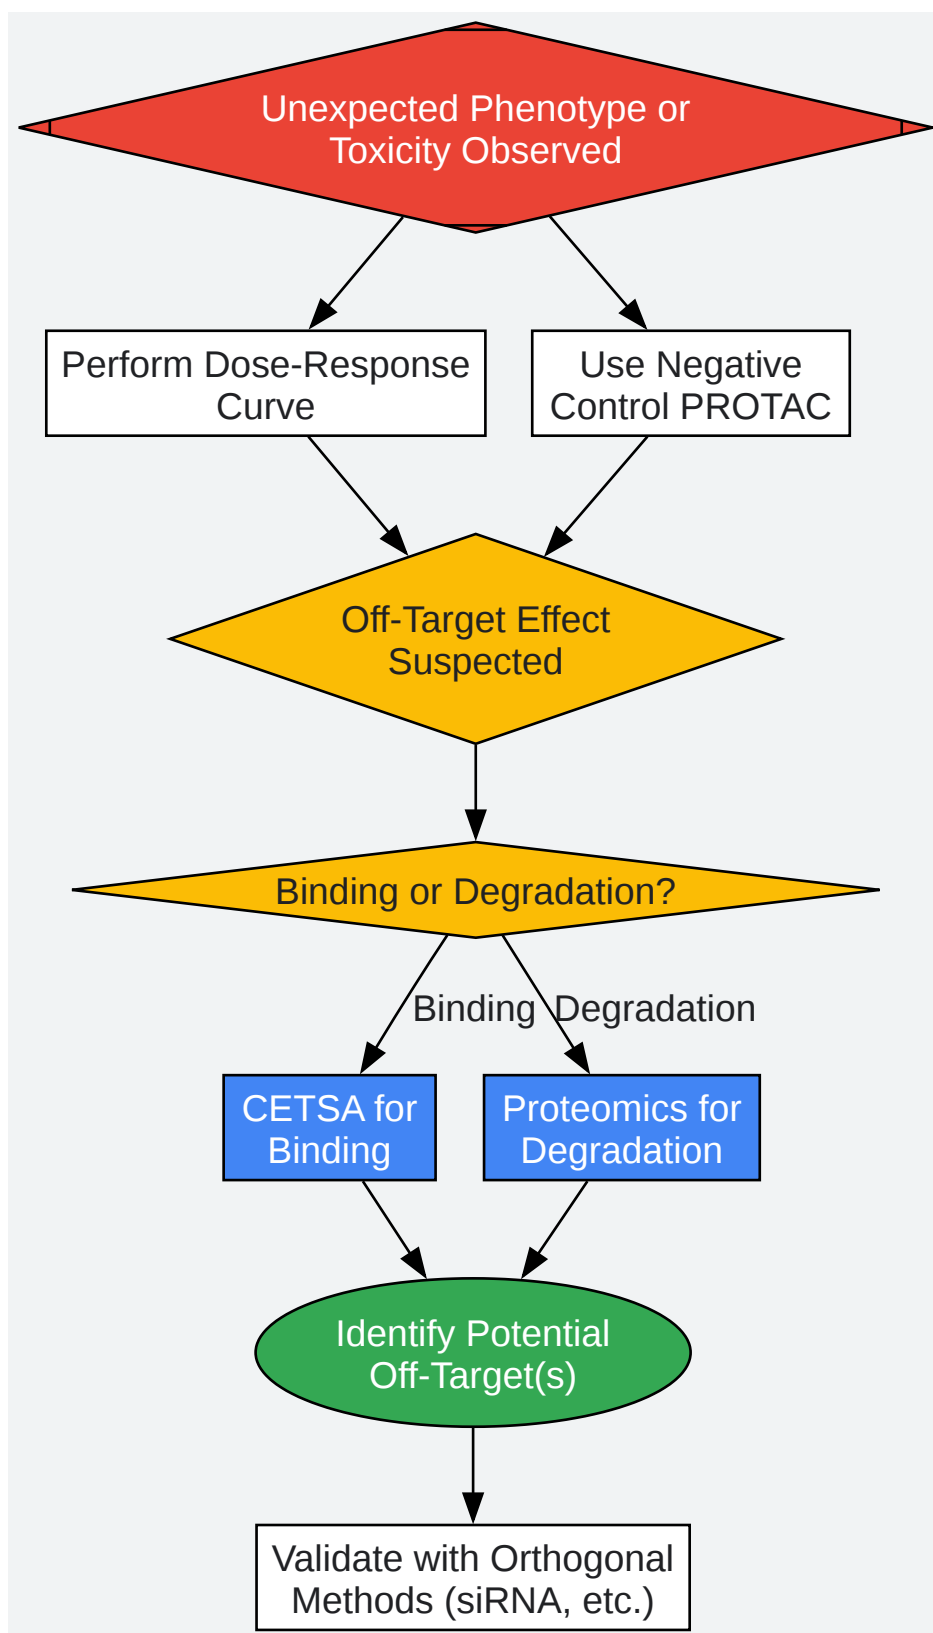 Unexpected Phenotype or
Toxicity Observed
Perform Dose-Response
Curve
Use Negative
Control PROTAC
Off-Target Effect
Suspected
Binding or Degradation?
Binding
Degradation
CETSA for
Binding
Proteomics for
Degradation
Identify Potential
Off-Target(s)
Validate with Orthogonal
Methods (siRNA, etc.)